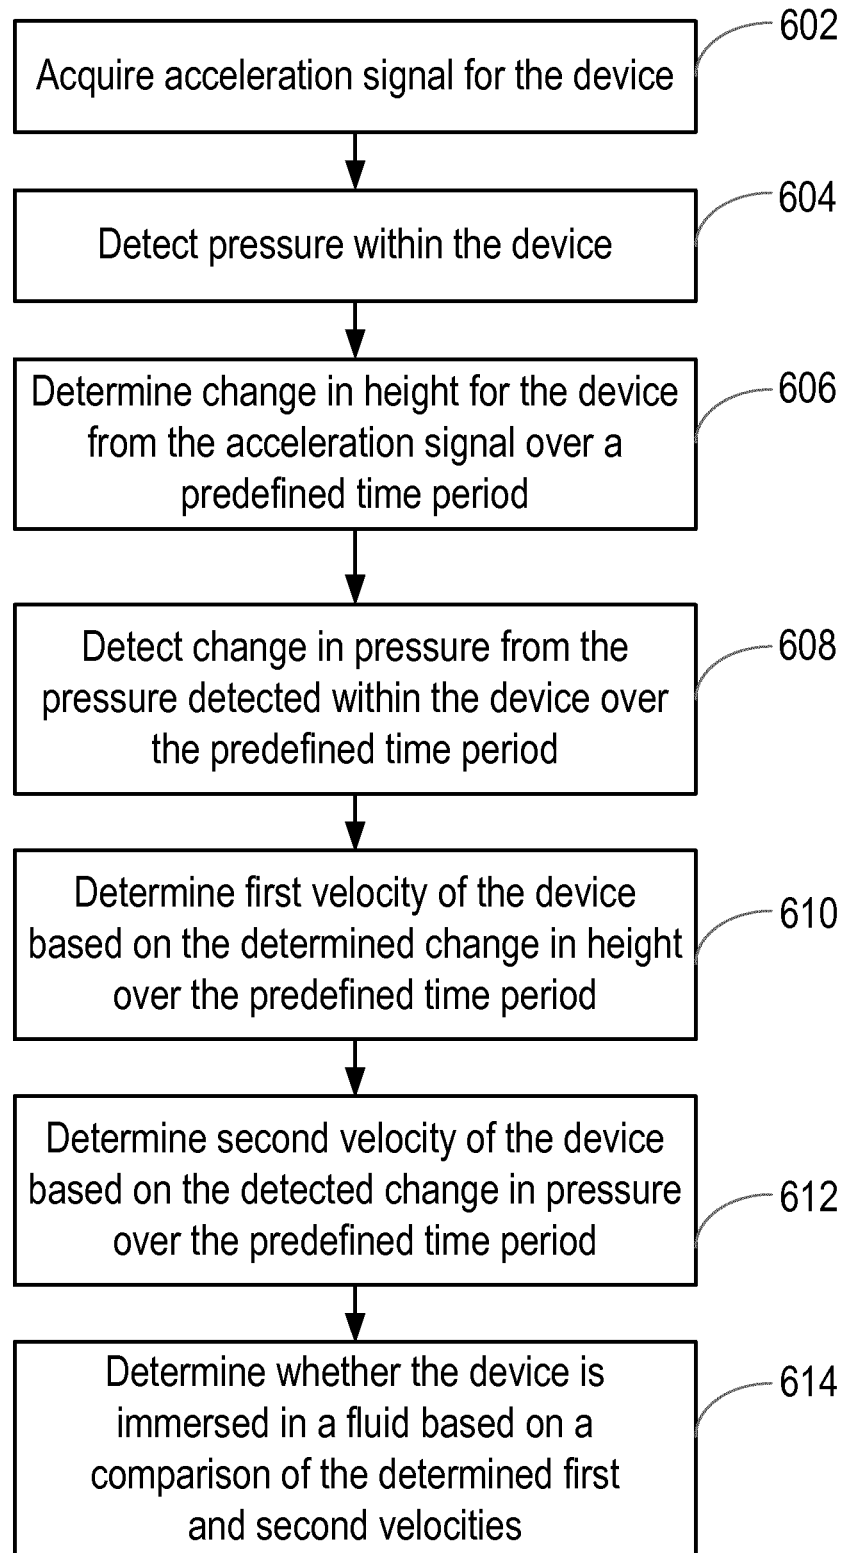 602
Acquire acceleration signal for the device
604
Detect pressure within the device
606
Determine change in height for the device
from the acceleration signal over a
predefined time period
608
Detect change in pressure from the
pressure detected within the device over
the predefined time period
610
Determine first velocity of the device
based on the determined change in height
over the predefined time period
612
Determine second velocity of the device
based on the detected change in pressure
over the predefined time period
614
Determine whether the device is
immersed in a fluid based on a
comparison of the determined first
and second velocities